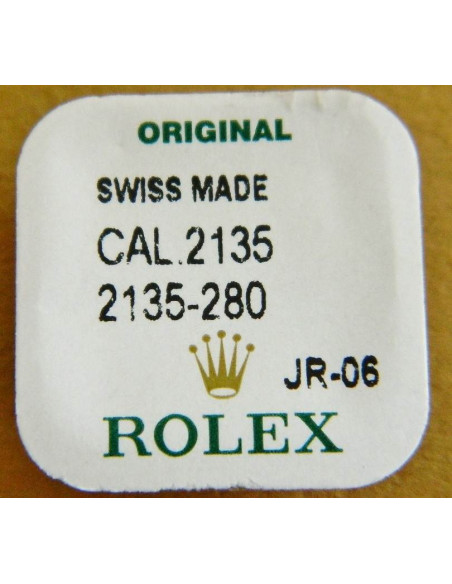 ORIGINAL
SWISS MADE
CAL.2135
2135-280
JR-06
ROLEX